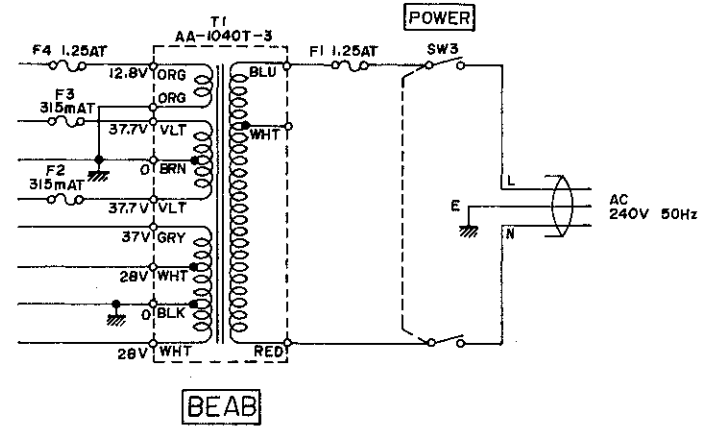 POWER
T1
AA-1040T-3
F4 1.25AT
F1 1.25AT
SW3
12.8V
ORG
BLU
ORG
F3
315mAT
37.7V
VLT
WHT
0
BRN
F2
315mAT
37.7V
VLT
L
E
AC
240V 50Hz
N
37V
GRY
28V
WHT
0
BLK
28V
WHT
RED
BEAB